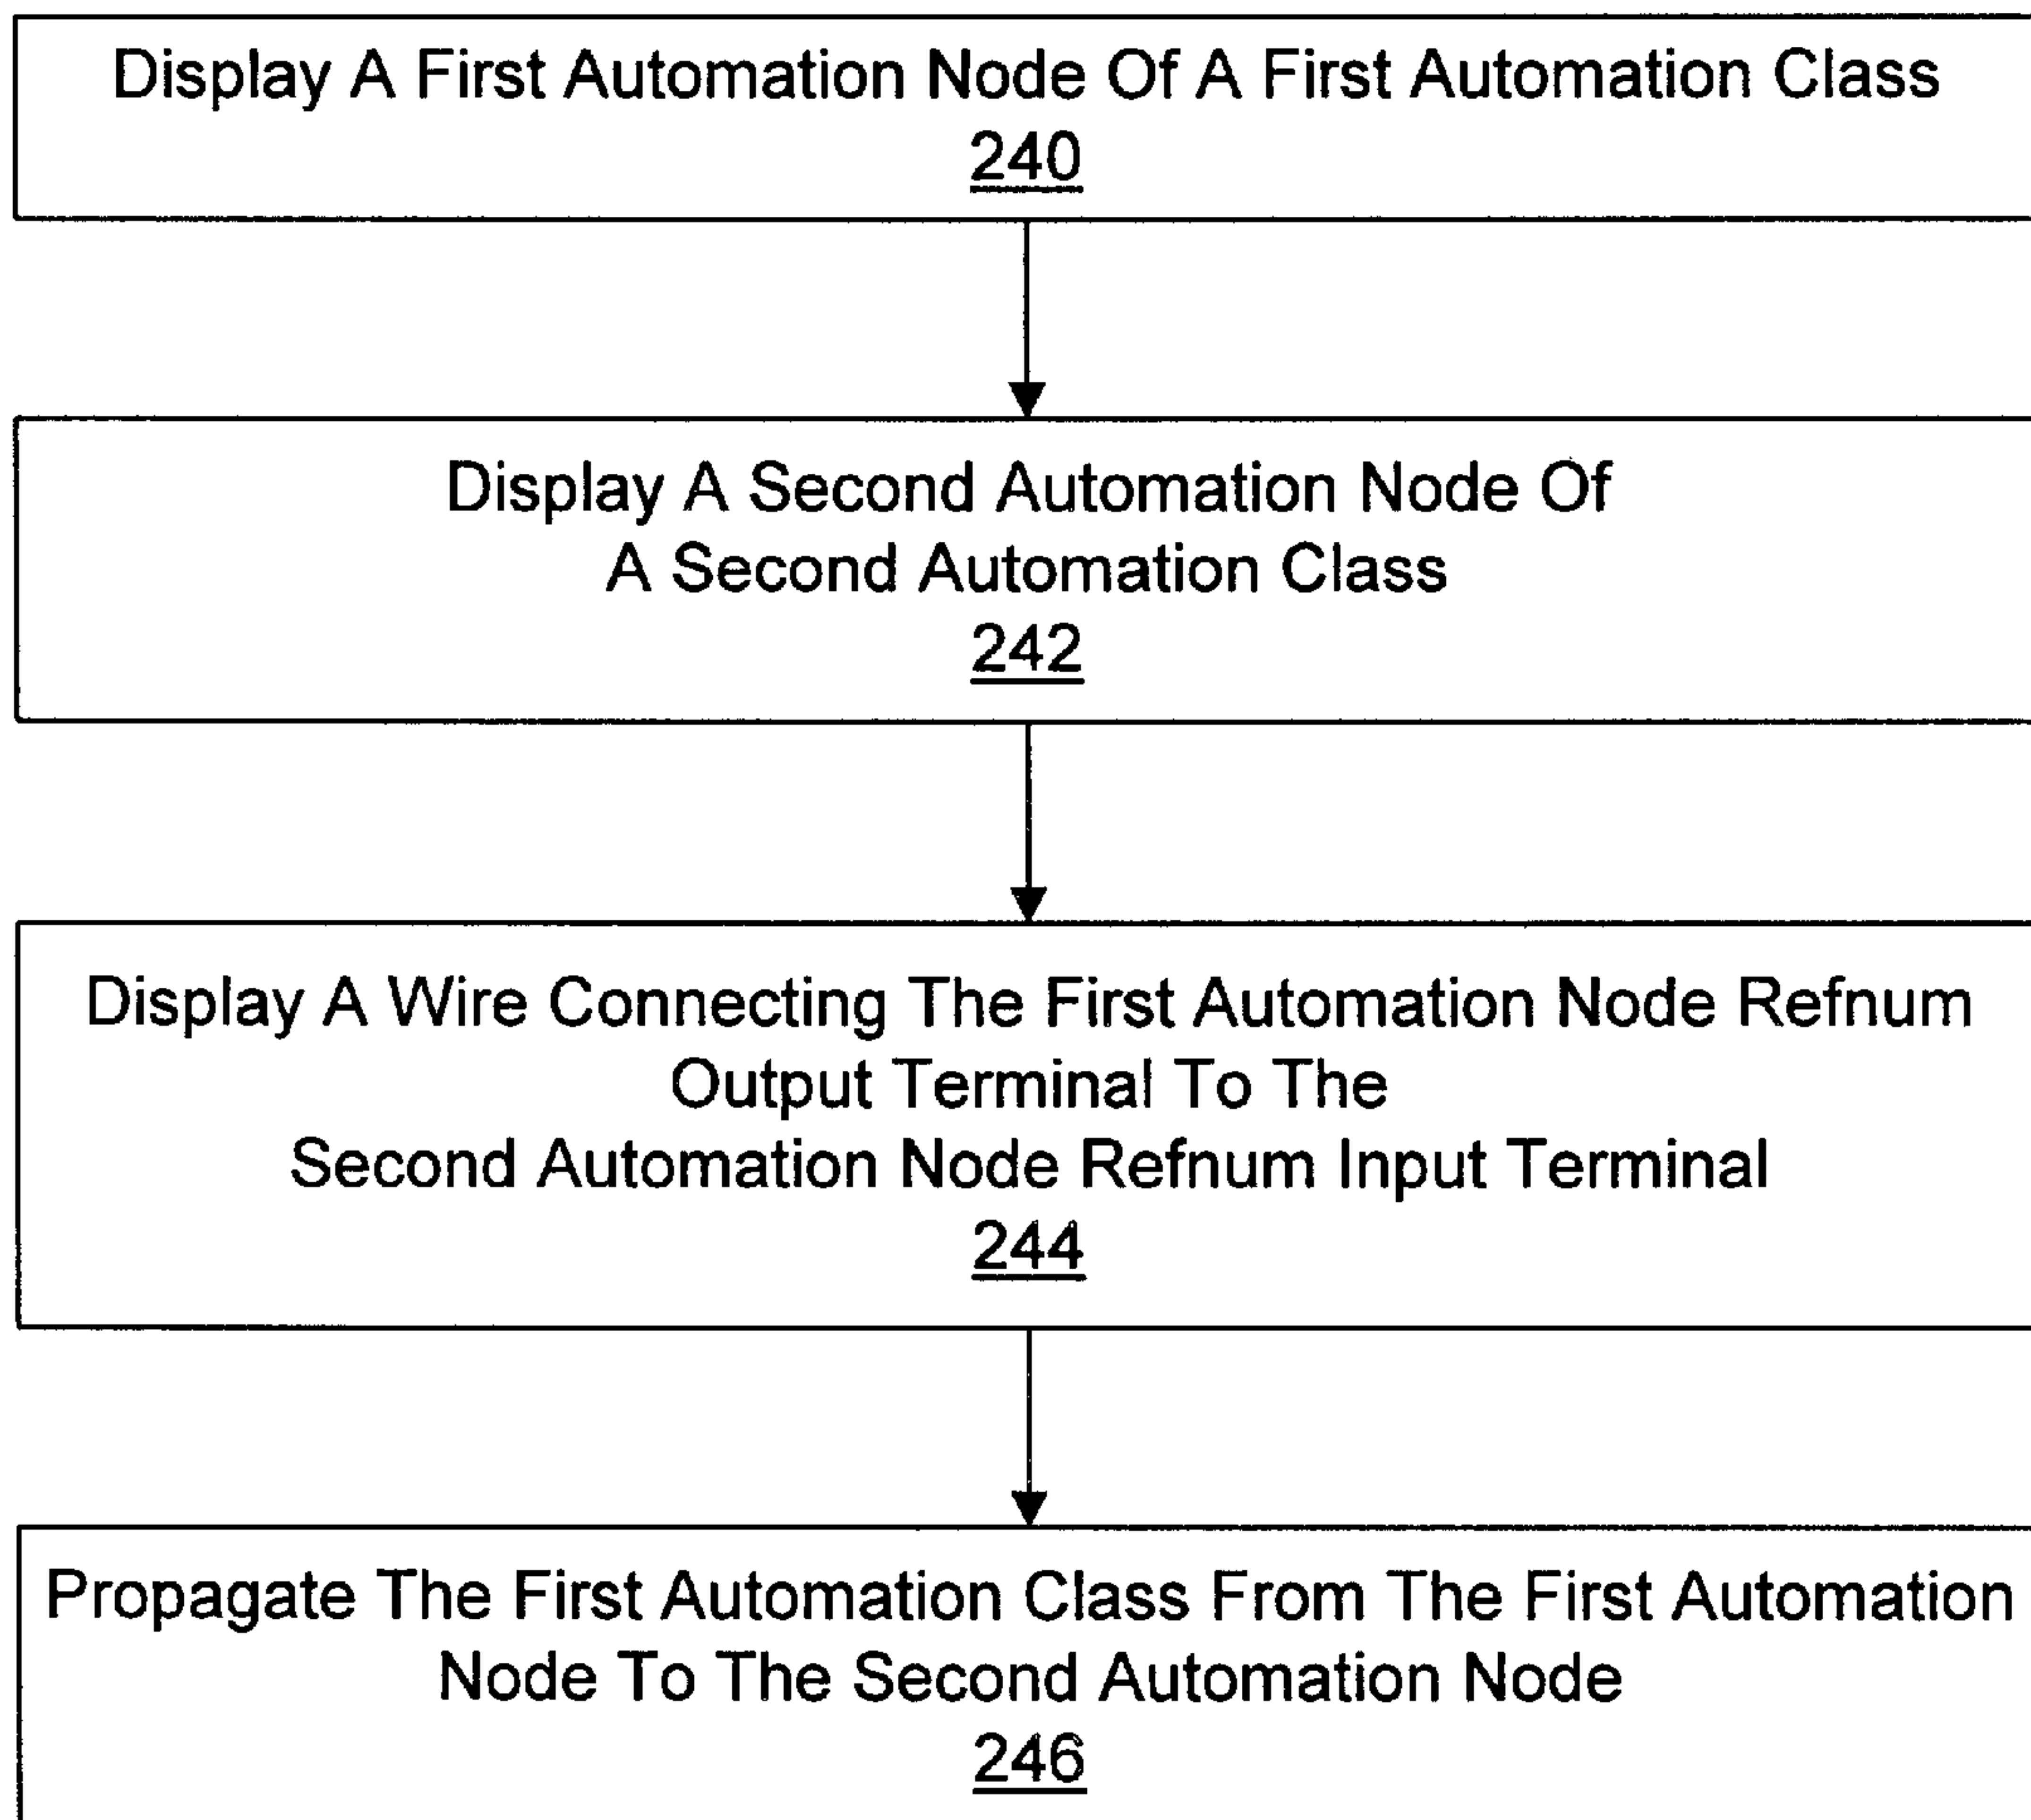 Display A First Automation Node Of A First Automation Class
240
Display A Second Automation Node Of
A Second Automation Class
242
Display A Wire Connecting The First Automation Node Refnum
Output Terminal To The
Second Automation Node Refnum Input Terminal
244
Propagate The First Automation Class From The First Automation
Node To The Second Automation Node
246